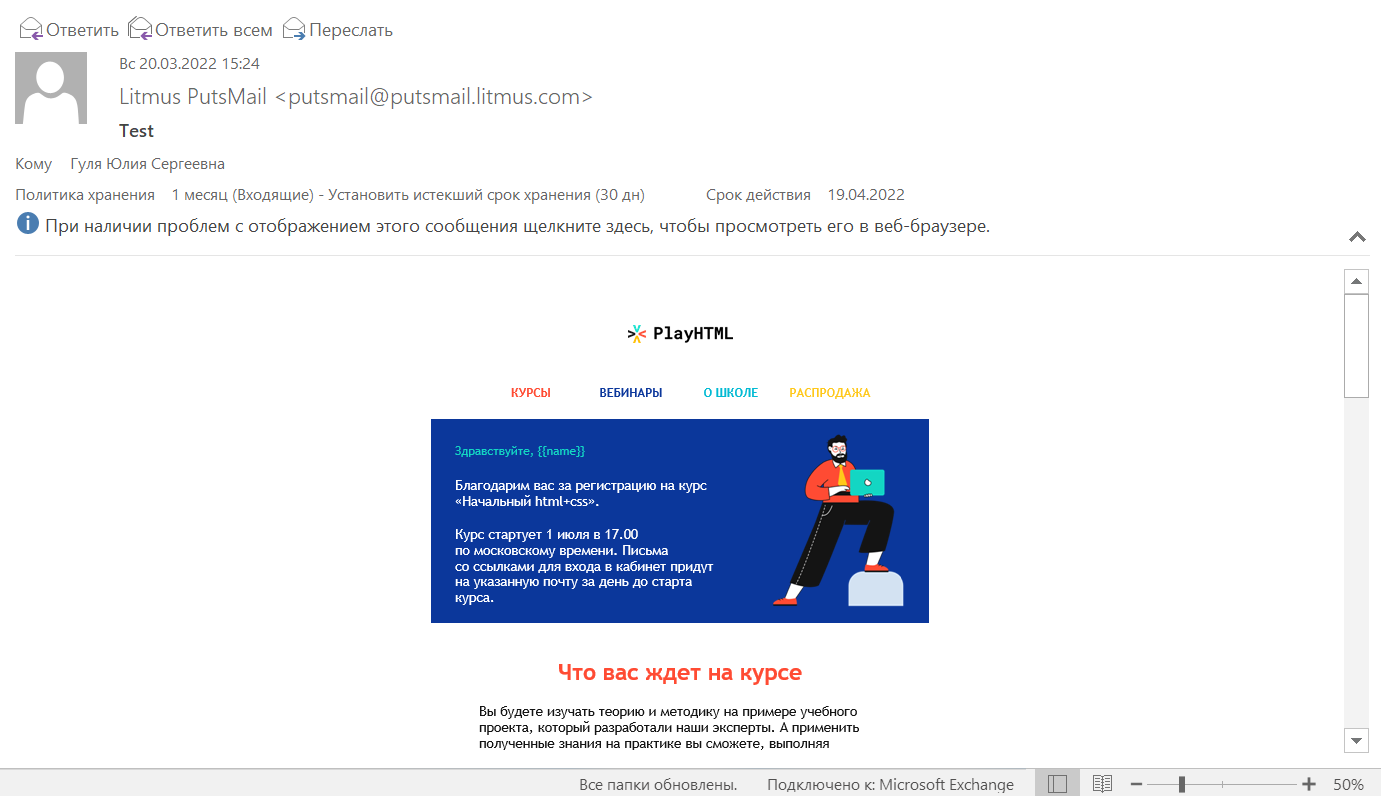 Ответить Ответить всем Переслать
Вс 20.03.2022 15:24
Litmus PutsMail <putsmail@putsmail.litmus.com>
Test
Кому Гуля Юлия Сергеевна
Политика хранения 1 месяц (Входящие) - Установить истекший срок хранения (30 дн) Срок действия 19.04.2022
При наличии проблем с отображением этого сообщения щелкните здесь, чтобы просмотреть его в веб-браузере.
PlayHTML
КУРСЫ ВЕБИНАРЫ О ШКОЛЕ РАСПРОДАЖА
Здравствуйте, {{name}}
Благодарим вас за регистрацию на курс
«Начальный html+css».
Курс стартует 1 июля в 17.00
по московскому времени. Письма
со ссылками для входа в кабинет придут
на указанную почту за день до старта
курса.
Что вас ждет на курсе
Вы будете изучать теорию и методику на примере учебного
проекта, который разработали наши эксперты. А применить
полученные знания на практике вы сможете, выполняя
Все папки обновлены. Подключено к: Microsoft Exchange 50%